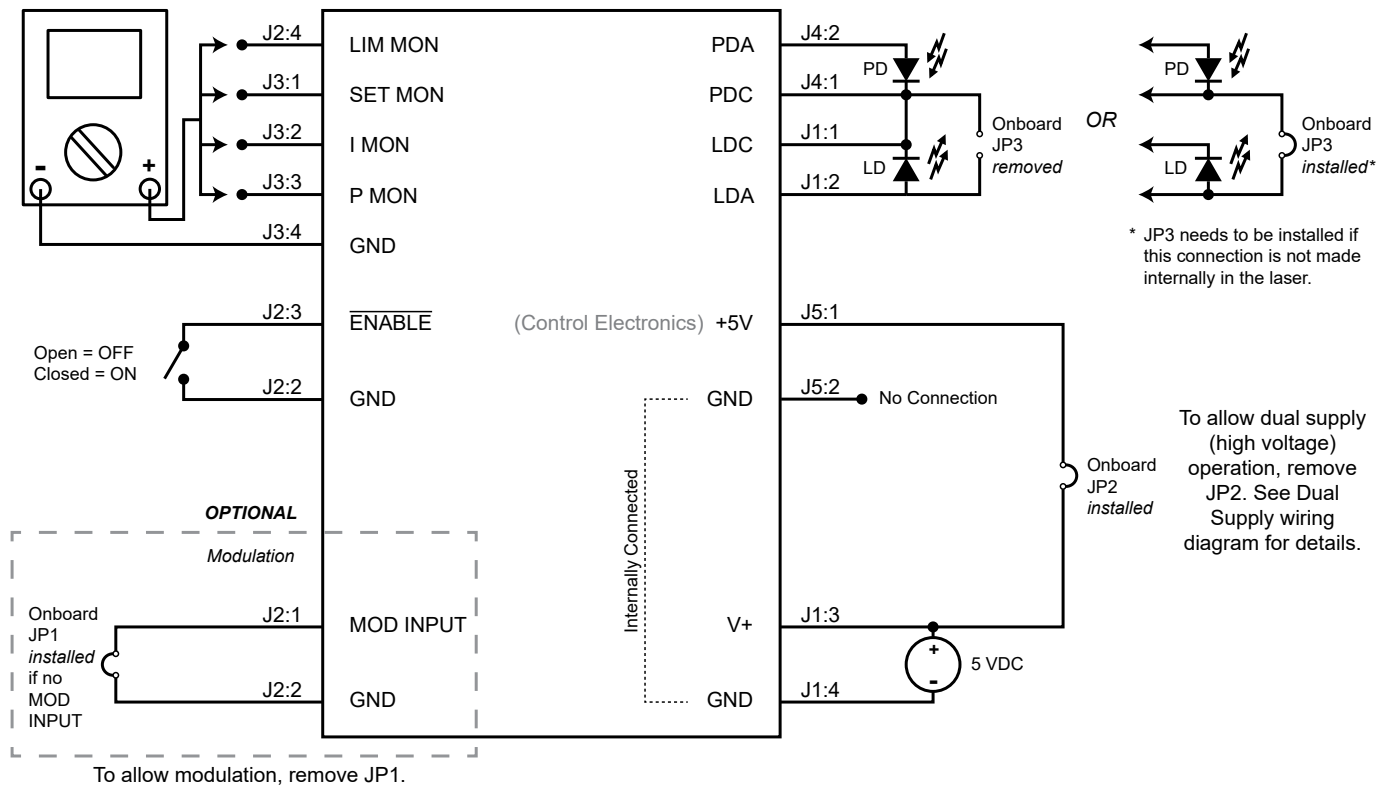 J2:4 LIM MON
J3:1 SET MON
J3:2 I MON
J3:3 P MON
J3:4 GND
- +
J2:3 ENABLE
Open = OFF
Closed = ON
J2:2 GND
OPTIONAL
Modulation
Onboard
JP1
installed
if no
MOD
INPUT
J2:1 MOD INPUT
J2:2 GND
To allow modulation, remove JP1.
PDA J4:2
PD
PDC J4:1
LDC J1:1
LD
LDA J1:2
Onboard
JP3
removed
OR
PD
LD
Onboard
JP3
installed*
* JP3 needs to be installed if
this connection is not made
internally in the laser.
(Control Electronics) +5V J5:1
GND J5:2 No Connection
Internally Connected
Onboard
JP2
installed
To allow dual supply
(high voltage)
operation, remove
JP2. See Dual
Supply wiring
diagram for details.
V+ J1:3
+
-
5 VDC
GND J1:4